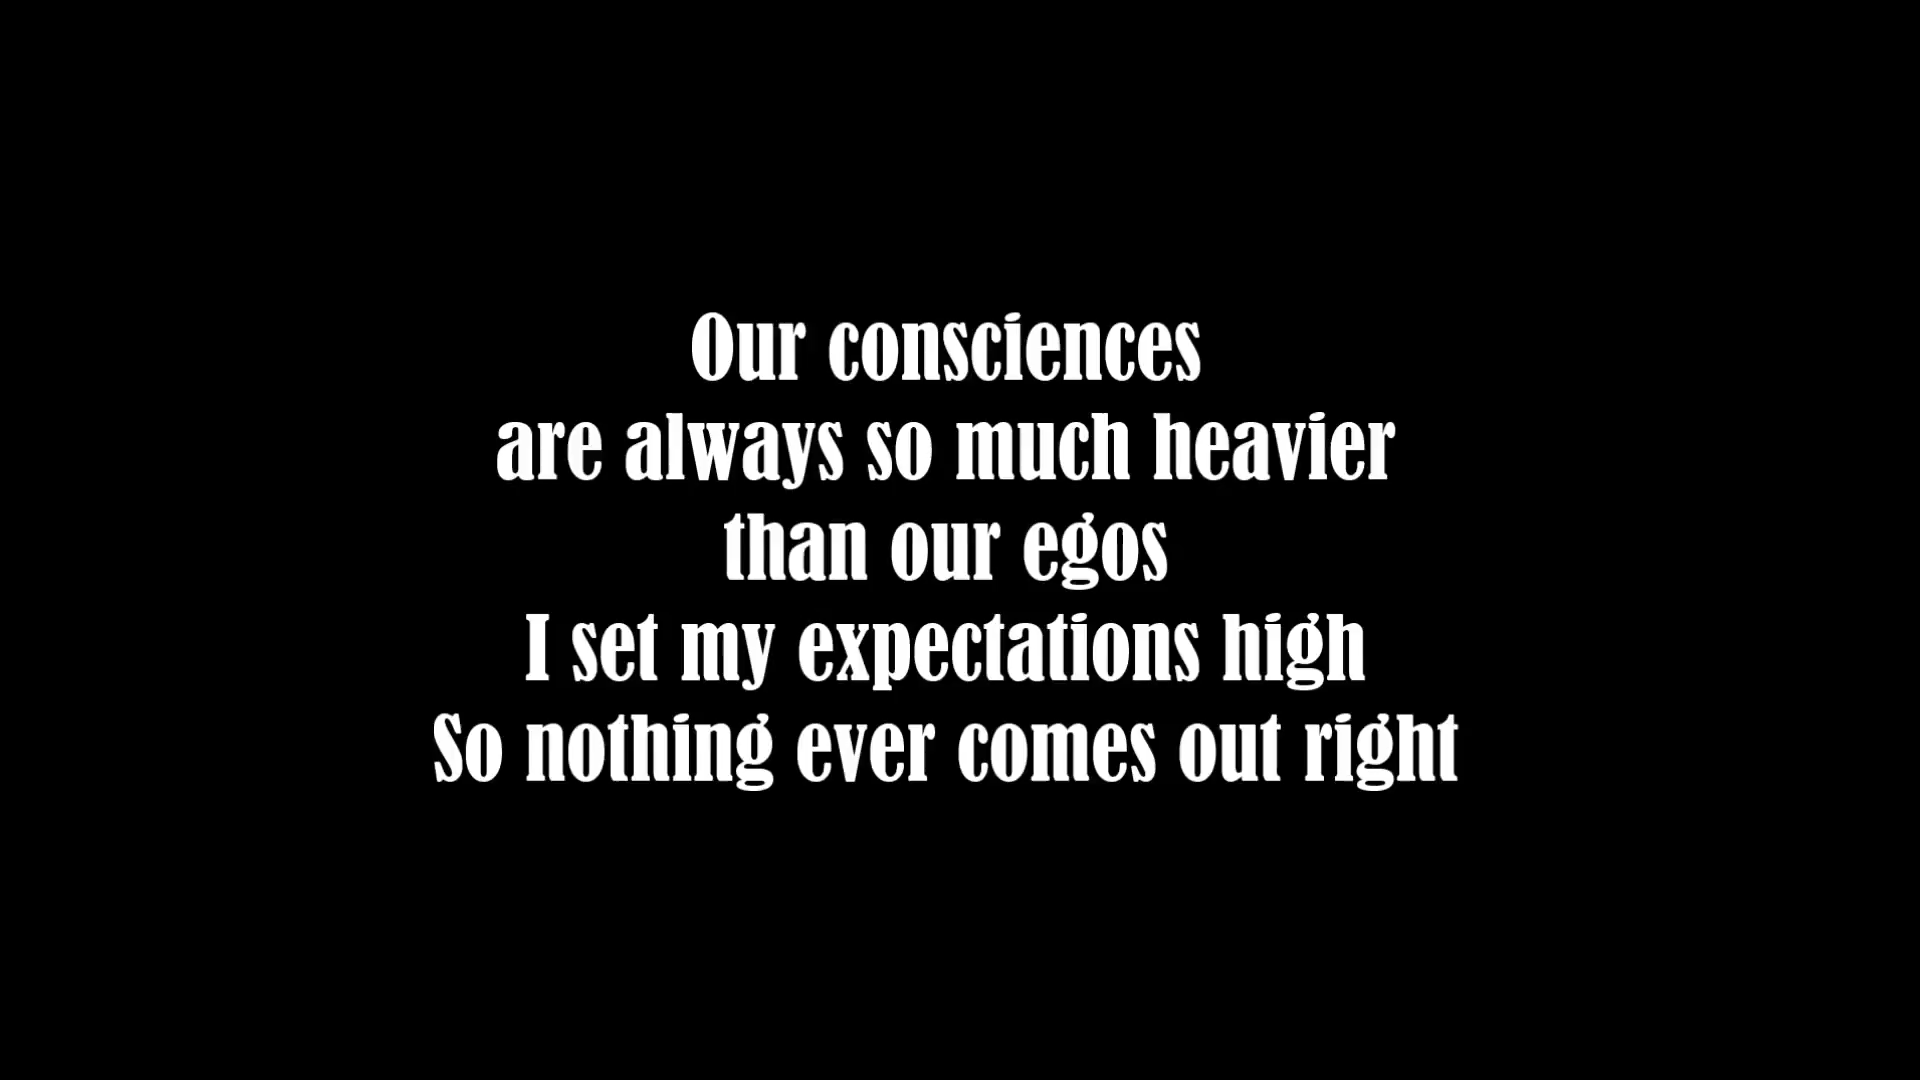 Our consciences
are always so much heavier
than our egos
I set my expectations high
So nothing ever comes out right